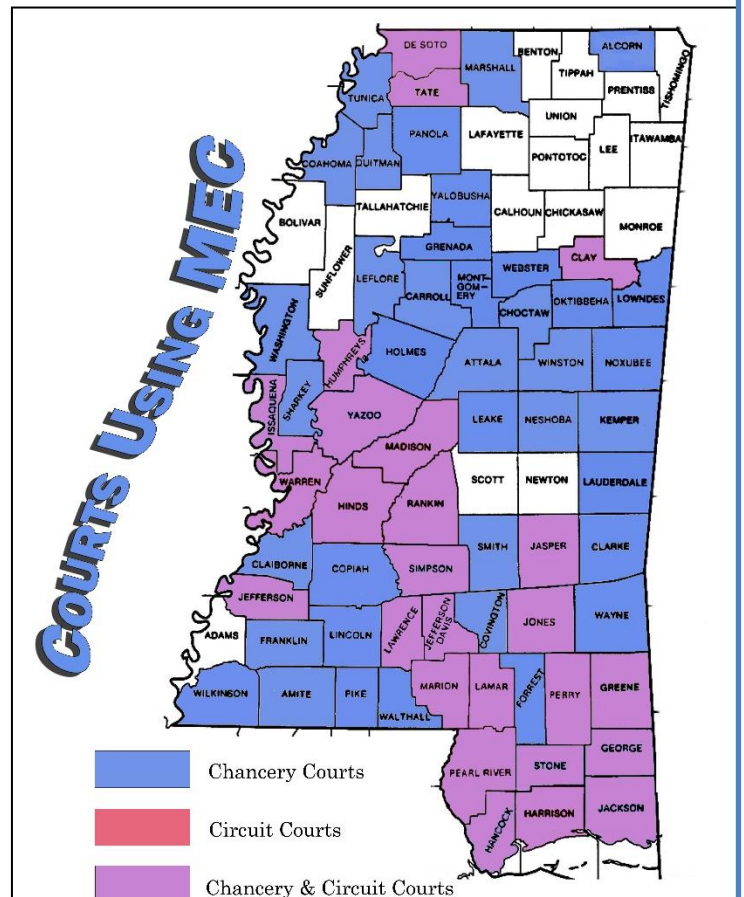 COURTS USING MEC
DE SOTO
BENTON
ALCORN
MARSHALL
TIPPAH
TISHOMINGO
TUNICA
TATE
PRENTISS
UNION
PANOLA
LAFAYETTE
ITAWAMBA
LEE
COAHOMA
QUITMAN
PONTOTOC
YALOBUSHA
TALLAHATCHIE
CALHOUN
CHICKASAW
BOLIVAR
MONROE
GRENADA
SUNFLOWER
CLAY
WEBSTER
LEFLORE
MONT-
GOM-
ERY
CARROLL
OKTIBBEHA
LOWNDES
CHOCTAW
WASHINGTON
HUMPHREYS
HOLMES
ATTALA
WINSTON
NOXUBEE
ISSAQUENA
SHARKEY
YAZOO
LEAKE
NESHOBA
KEMPER
MADISON
WARREN
SCOTT
NEWTON
LAUDERDALE
HINDS
RANKIN
SMITH
JASPER
CLARKE
CLAIBORNE
COPIAH
SIMPSON
JEFFERSON
LAWRENCE
JEFFERSON
DAVIS
COVINGTON
JONES
WAYNE
ADAMS
FRANKLIN
LINCOLN
WILKINSON
AMITE
PIKE
WALTHALL
MARION
LAMAR
FORREST
PERRY
GREENE
GEORGE
STONE
PEARL RIVER
HANCOCK
HARRISON
JACKSON
Chancery Courts
Circuit Courts
Chancery & Circuit Courts